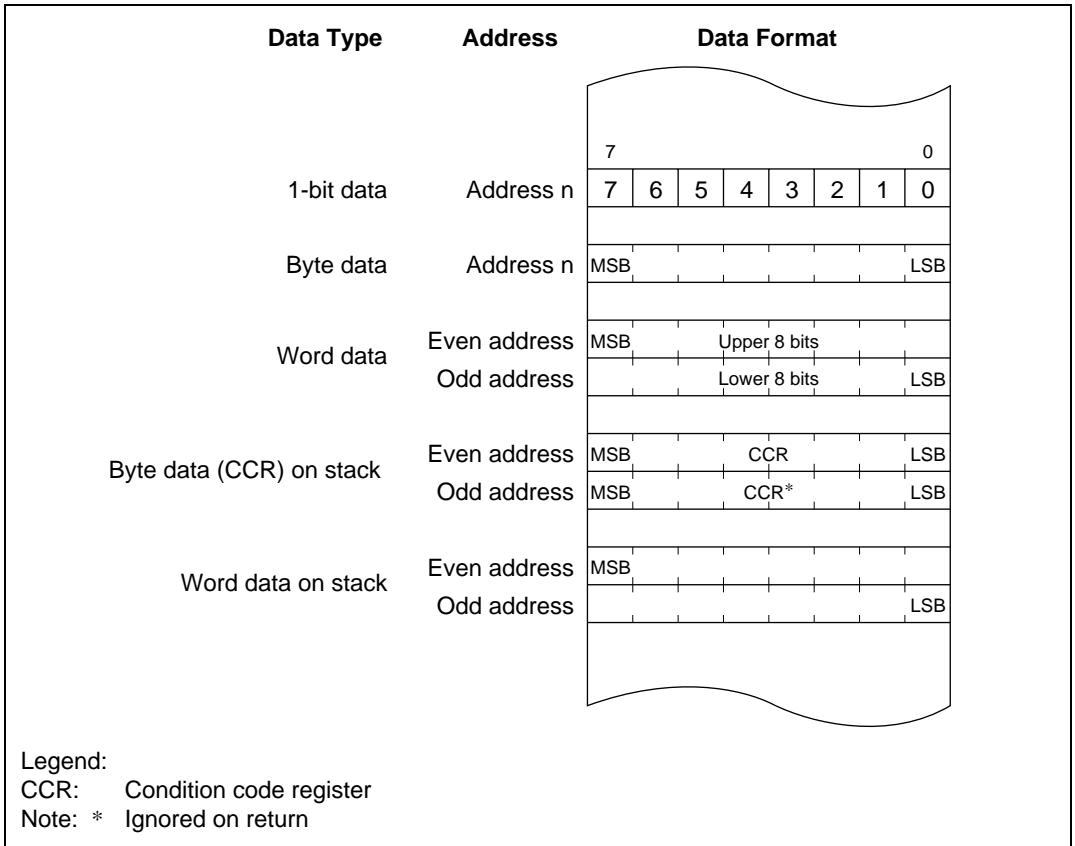 Data Type Address Data Format
7 0
1-bit data Address n 7 6 5 4 3 2 1 0
Byte data Address n MSB LSB
Word data
Even address MSB Upper 8 bits
Odd address Lower 8 bits LSB
Byte data (CCR) on stack
Even address MSB CCR LSB
Odd address MSB CCR* LSB
Word data on stack
Even address MSB
Odd address LSB
Legend:
CCR: Condition code register
Note: * Ignored on return